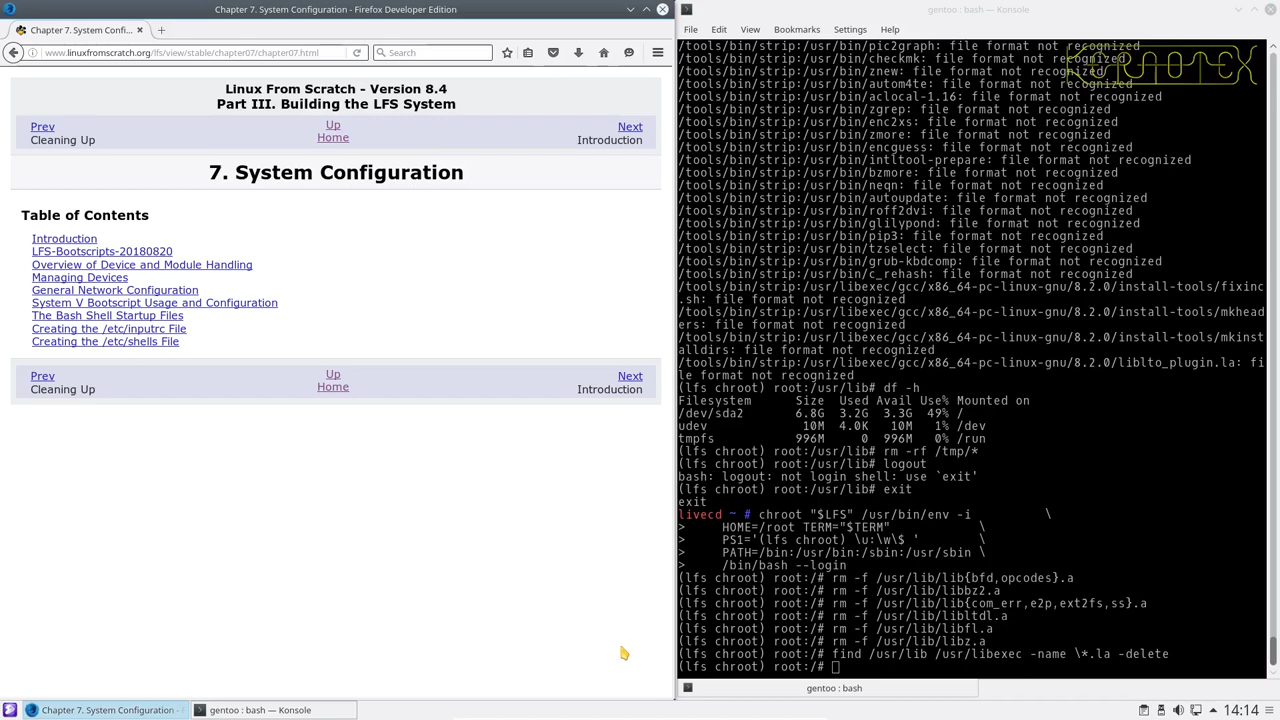 Chapter 7. System Configuration - Firefox Developer Edition
Chapter 7. System Confi...
www.linuxfromscratch.org/lfs/view/stable/chapter07/chapter07.html
Search
Linux From Scratch - Version 8.4
Part III. Building the LFS System
Prev Up Next
Cleaning Up Home Introduction
7. System Configuration
Table of Contents
Introduction
LFS-Bootscripts-20180820
Overview of Device and Module Handling
Managing Devices
General Network Configuration
System V Bootscript Usage and Configuration
The Bash Shell Startup Files
Creating the /etc/inputrc File
Creating the /etc/shells File
Prev Up Next
Cleaning Up Home Introduction
gentoo : bash — Konsole
File Edit View Bookmarks Settings Help
/tools/bin/strip:/usr/bin/pic2graph: file format not recognized
/tools/bin/strip:/usr/bin/checkmk: file format not recognized
/tools/bin/strip:/usr/bin/znew: file format not recognized
/tools/bin/strip:/usr/bin/autom4te: file format not recognized
/tools/bin/strip:/usr/bin/aclocal-1.16: file format not recognized
/tools/bin/strip:/usr/bin/zgrep: file format not recognized
/tools/bin/strip:/usr/bin/enc2xs: file format not recognized
/tools/bin/strip:/usr/bin/zmore: file format not recognized
/tools/bin/strip:/usr/bin/encguess: file format not recognized
/tools/bin/strip:/usr/bin/intltool-prepare: file format not recognized
/tools/bin/strip:/usr/bin/bzmore: file format not recognized
/tools/bin/strip:/usr/bin/neqn: file format not recognized
/tools/bin/strip:/usr/bin/autoupdate: file format not recognized
/tools/bin/strip:/usr/bin/roff2dvi: file format not recognized
/tools/bin/strip:/usr/bin/glilypond: file format not recognized
/tools/bin/strip:/usr/bin/pip3: file format not recognized
/tools/bin/strip:/usr/bin/tzselect: file format not recognized
/tools/bin/strip:/usr/bin/grub-kbdcomp: file format not recognized
/tools/bin/strip:/usr/bin/c_rehash: file format not recognized
/tools/bin/strip:/usr/libexec/gcc/x86_64-pc-linux-gnu/8.2.0/install-tools/fixinc
.sh: file format not recognized
/tools/bin/strip:/usr/libexec/gcc/x86_64-pc-linux-gnu/8.2.0/install-tools/mkhead
ers: file format not recognized
/tools/bin/strip:/usr/libexec/gcc/x86_64-pc-linux-gnu/8.2.0/install-tools/mkinst
alldirs: file format not recognized
/tools/bin/strip:/usr/libexec/gcc/x86_64-pc-linux-gnu/8.2.0/liblto_plugin.la: fi
le format not recognized
(lfs chroot) root:/usr/lib# df -h
Filesystem Size Used Avail Use% Mounted on
/dev/sda2 6.8G 3.2G 3.3G 49% /
udev 10M 4.0K 10M 1% /dev
tmpfs 996M 0 996M 0% /run
(lfs chroot) root:/usr/lib# rm -rf /tmp/*
(lfs chroot) root:/usr/lib# logout
bash: logout: not login shell: use `exit'
(lfs chroot) root:/usr/lib# exit
exit
livecd ~ # chroot "$LFS" /usr/bin/env -i \
> HOME=/root TERM="$TERM" \
> PS1='(lfs chroot) \u:\w\$ ' \
> PATH=/bin:/usr/bin:/sbin:/usr/sbin \
> /bin/bash --login
(lfs chroot) root:/# rm -f /usr/lib/lib{bfd,opcodes}.a
(lfs chroot) root:/# rm -f /usr/lib/libbz2.a
(lfs chroot) root:/# rm -f /usr/lib/lib{com_err,e2p,ext2fs,ss}.a
(lfs chroot) root:/# rm -f /usr/lib/libltdl.a
(lfs chroot) root:/# rm -f /usr/lib/libfl.a
(lfs chroot) root:/# rm -f /usr/lib/libz.a
(lfs chroot) root:/# find /usr/lib /usr/libexec -name \*.la -delete
(lfs chroot) root:/#
gentoo : bash
Chapter 7. System Configuration -
gentoo : bash — Konsole
14:14